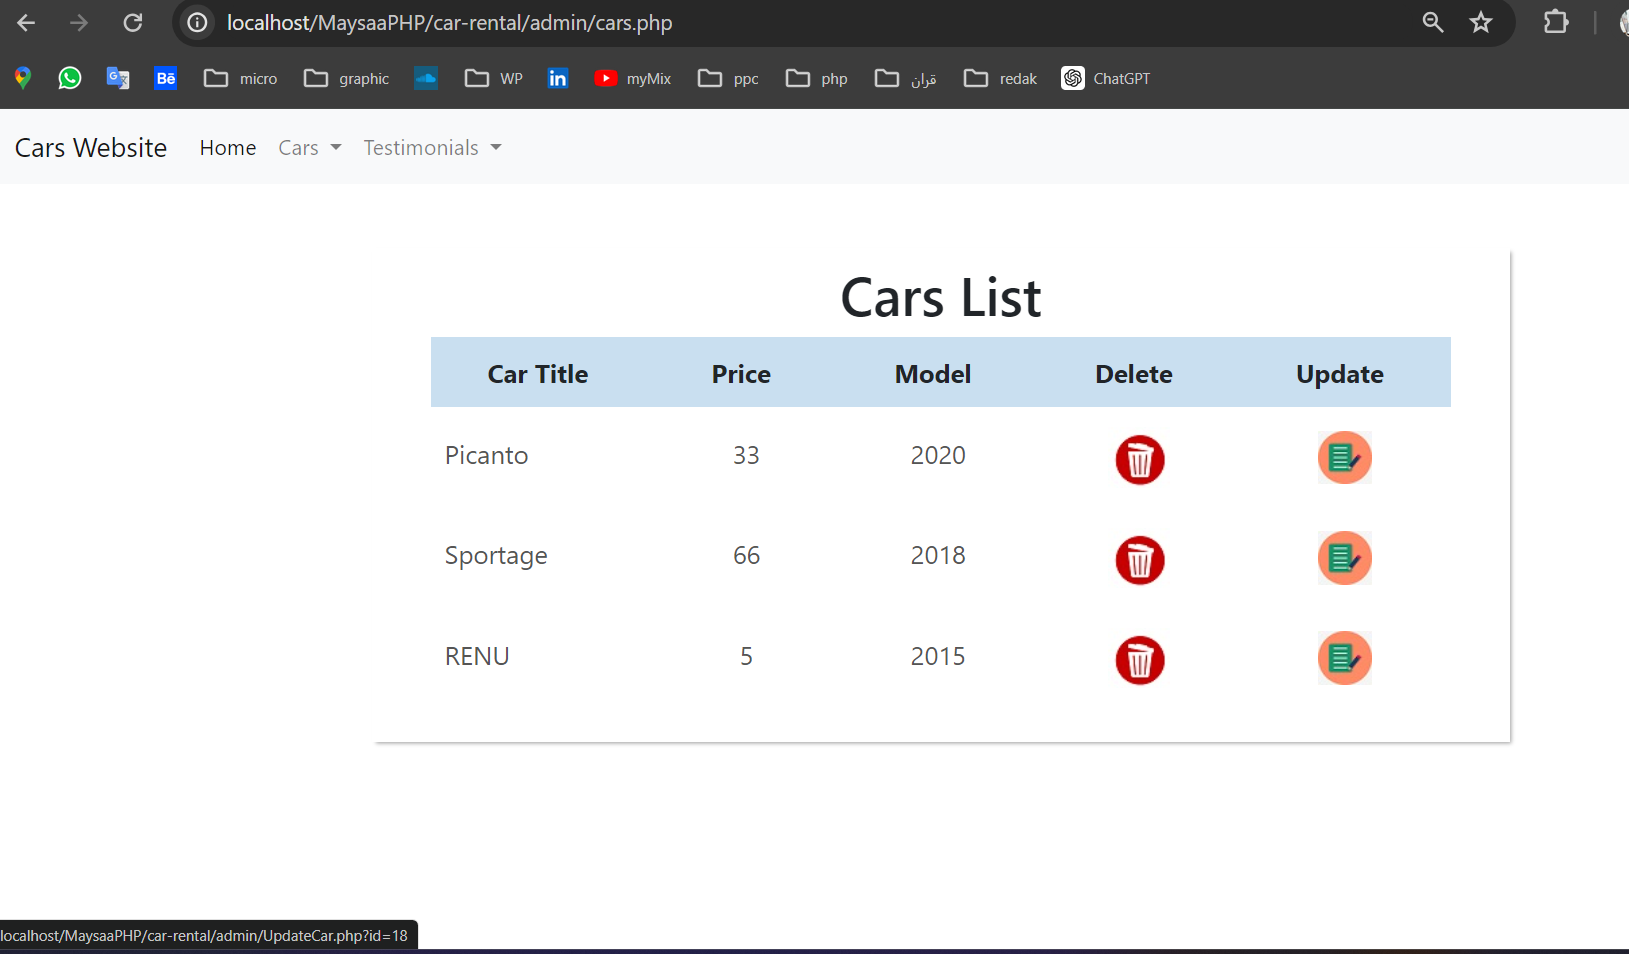 localhost/MaysaaPHP/car-rental/admin/cars.php
Bē micro graphic WP in myMix ppc php قران redak ChatGPT
Cars Website Home Cars Testimonials
Cars List
Car Title Price Model Delete Update
Picanto 33 2020
Sportage 66 2018
RENU 5 2015
localhost/MaysaaPHP/car-rental/admin/UpdateCar.php?id=18